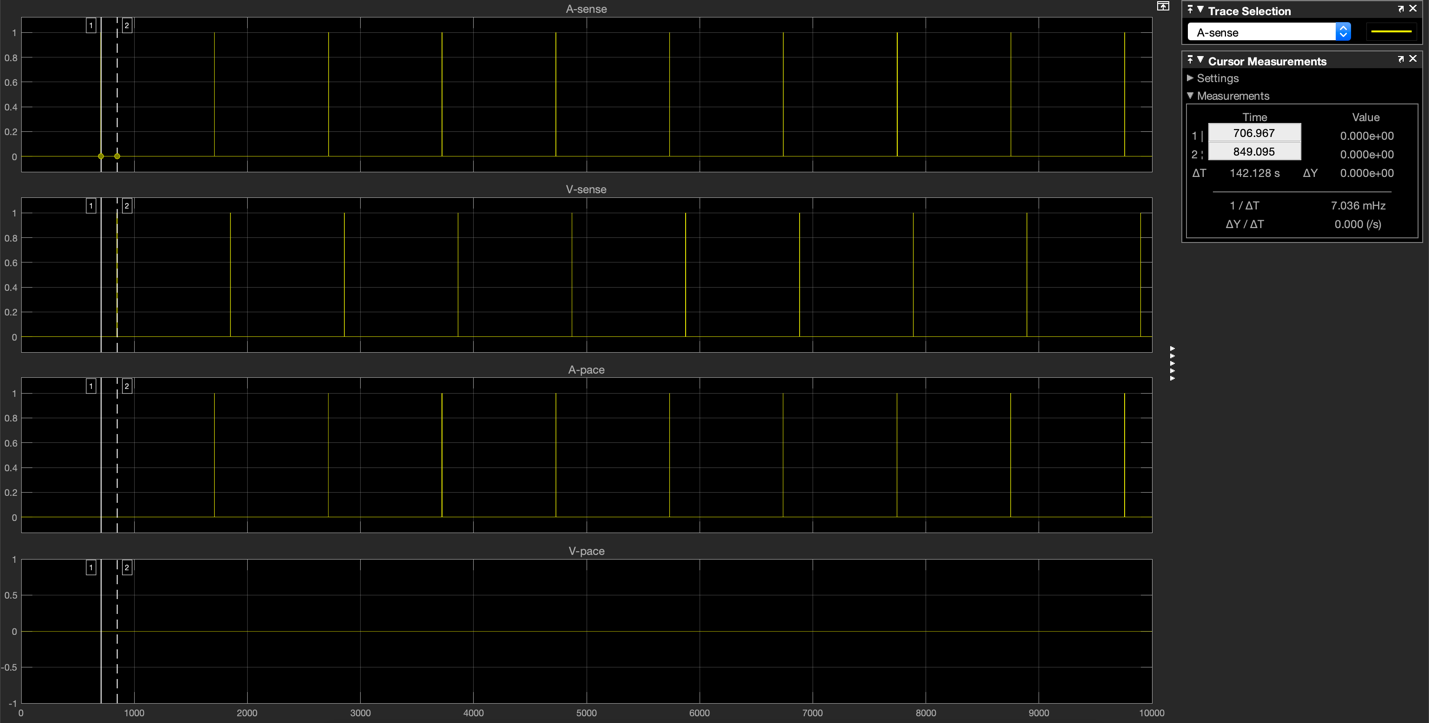 A-sense
1
2
1
0.8
0.6
0.4
0.2
0
V-sense
1
2
1
0.8
0.6
0.4
0.2
0
A-pace
1
2
1
0.8
0.6
0.4
0.2
0
V-pace
1
2
1
0.5
0
-0.5
-1
0 1000 2000 3000 4000 5000 6000 7000 8000 9000 10000
Trace Selection
A-sense
Cursor Measurements
Settings
Measurements
Time Value
1 | 706.967 0.000e+00
2 ¦ 849.095 0.000e+00
ΔT 142.128 s ΔY 0.000e+00
1 / ΔT 7.036 mHz
ΔY / ΔT 0.000 (/s)